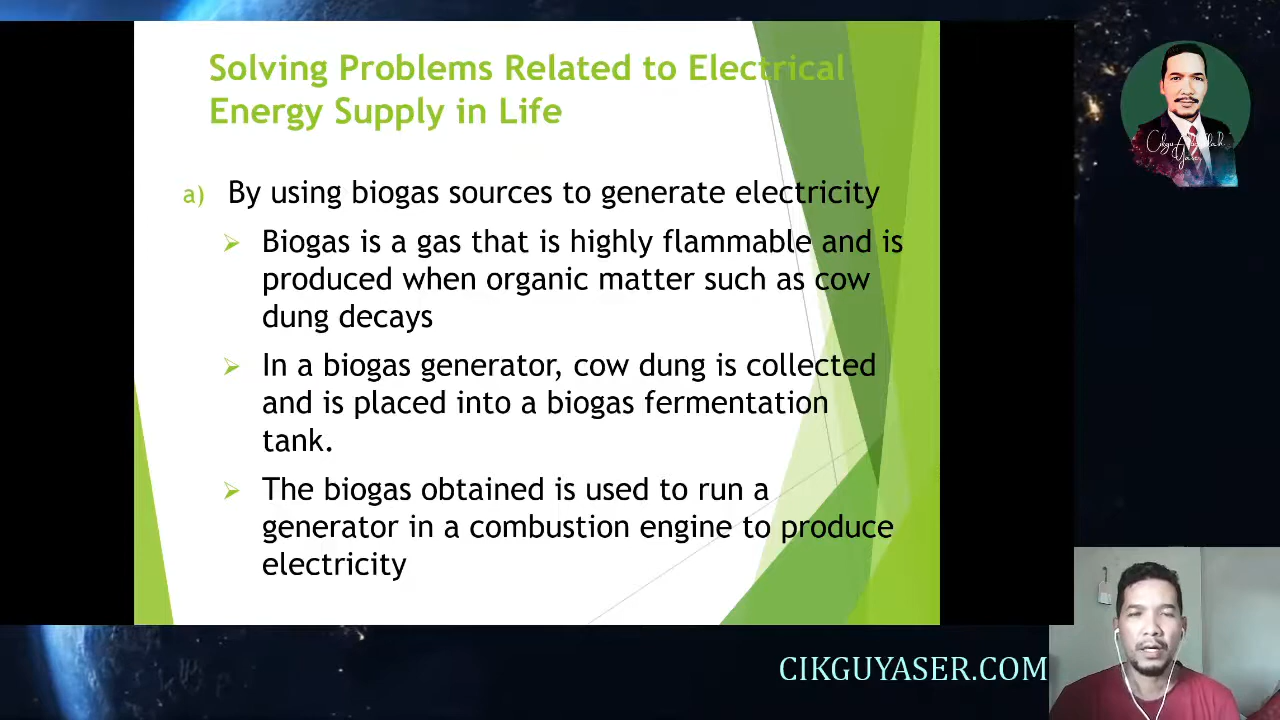 Solving Problems Related to Electrical
Energy Supply in Life
a) By using biogas sources to generate electricity
Biogas is a gas that is highly flammable and is
produced when organic matter such as cow
dung decays
In a biogas generator, cow dung is collected
and is placed into a biogas fermentation
tank.
The biogas obtained is used to run a
generator in a combustion engine to produce
electricity
CIKGUYASER.COM